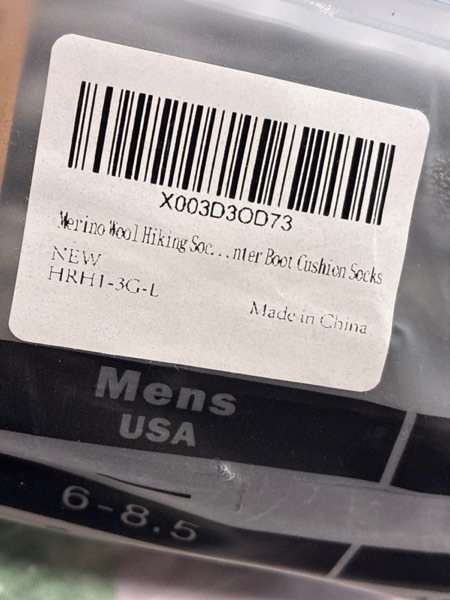 X003D3OD73
Merino Wool Hiking Soc...nter Boot Cushion Socks
NEW
HRH1-3G-L
Made in China
Mens
USA
6-8.5